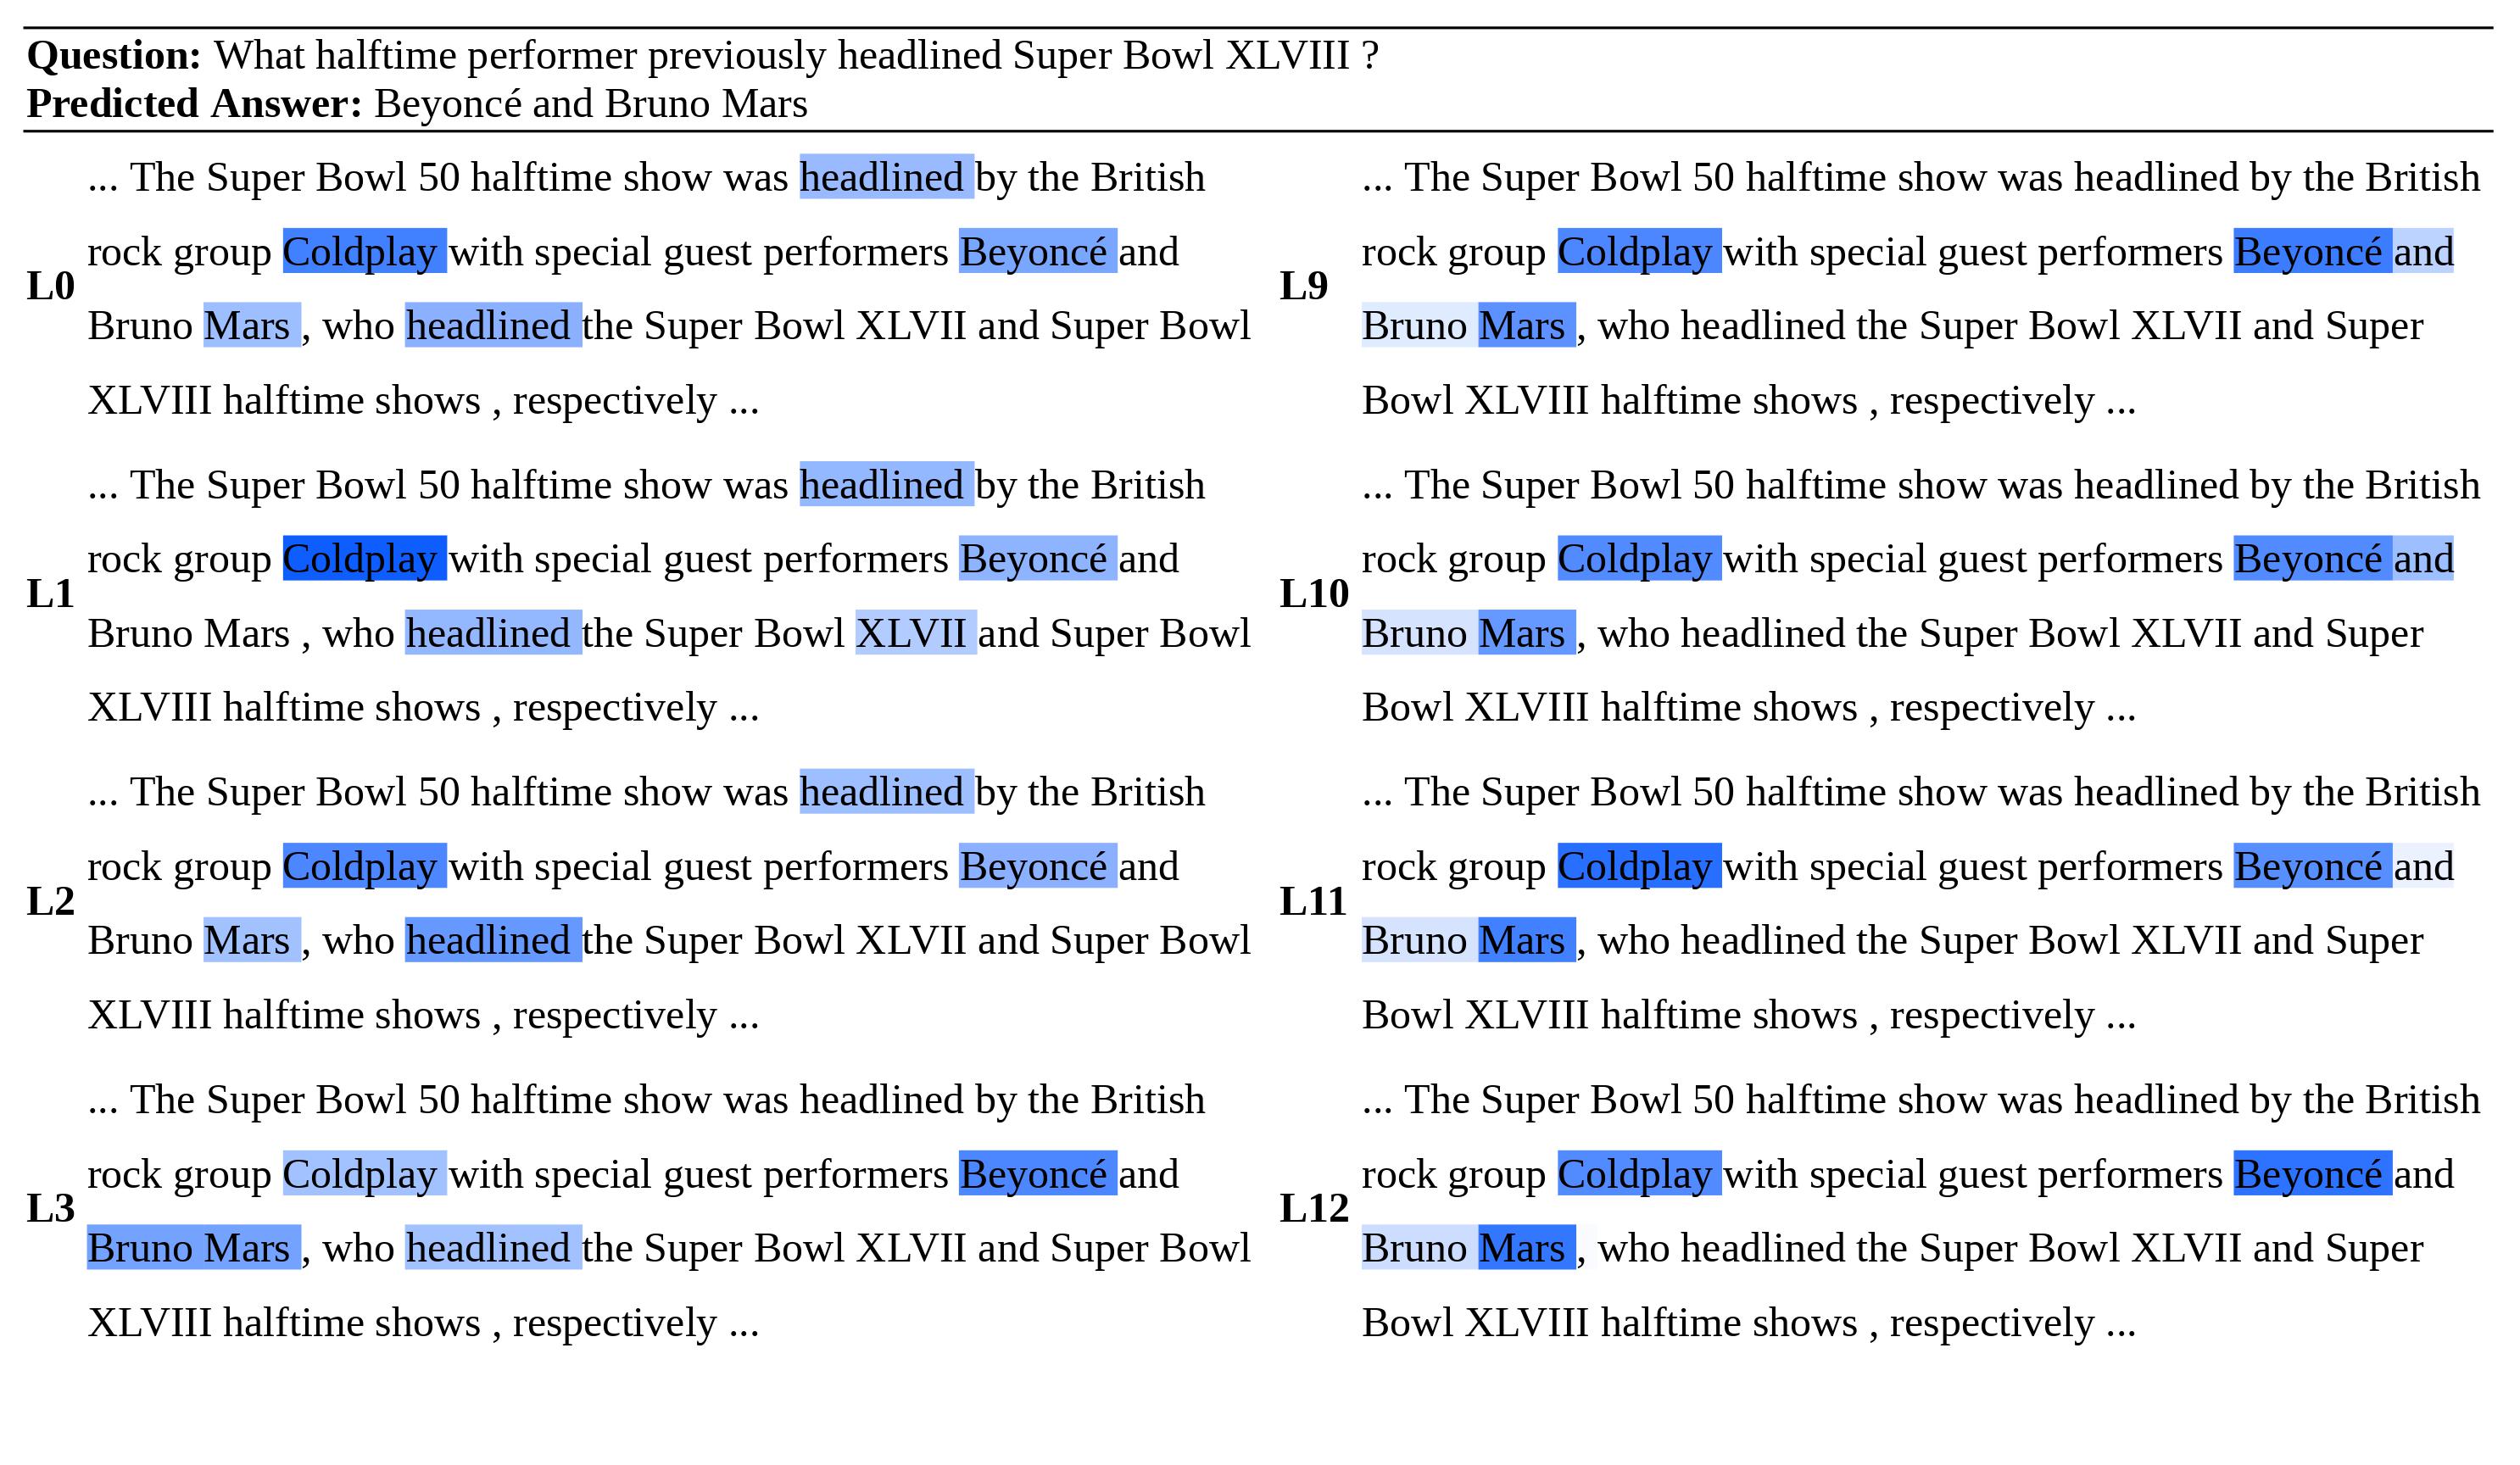 Question: What halftime performer previously headlined Super Bowl XLVIII ?
Predicted Answer: Beyoncé and Bruno Mars
L0
... The Super Bowl 50 halftime show was headlined by the British
rock group Coldplay with special guest performers Beyoncé and
Bruno Mars , who headlined the Super Bowl XLVII and Super Bowl
XLVIII halftime shows , respectively ...
L1
... The Super Bowl 50 halftime show was headlined by the British
rock group Coldplay with special guest performers Beyoncé and
Bruno Mars , who headlined the Super Bowl XLVII and Super Bowl
XLVIII halftime shows , respectively ...
L2
... The Super Bowl 50 halftime show was headlined by the British
rock group Coldplay with special guest performers Beyoncé and
Bruno Mars , who headlined the Super Bowl XLVII and Super Bowl
XLVIII halftime shows , respectively ...
L3
... The Super Bowl 50 halftime show was headlined by the British
rock group Coldplay with special guest performers Beyoncé and
Bruno Mars , who headlined the Super Bowl XLVII and Super Bowl
XLVIII halftime shows , respectively ...
L9
... The Super Bowl 50 halftime show was headlined by the British
rock group Coldplay with special guest performers Beyoncé and
Bruno Mars , who headlined the Super Bowl XLVII and Super
Bowl XLVIII halftime shows , respectively ...
L10
... The Super Bowl 50 halftime show was headlined by the British
rock group Coldplay with special guest performers Beyoncé and
Bruno Mars , who headlined the Super Bowl XLVII and Super
Bowl XLVIII halftime shows , respectively ...
L11
... The Super Bowl 50 halftime show was headlined by the British
rock group Coldplay with special guest performers Beyoncé and
Bruno Mars , who headlined the Super Bowl XLVII and Super
Bowl XLVIII halftime shows , respectively ...
L12
... The Super Bowl 50 halftime show was headlined by the British
rock group Coldplay with special guest performers Beyoncé and
Bruno Mars , who headlined the Super Bowl XLVII and Super
Bowl XLVIII halftime shows , respectively ...